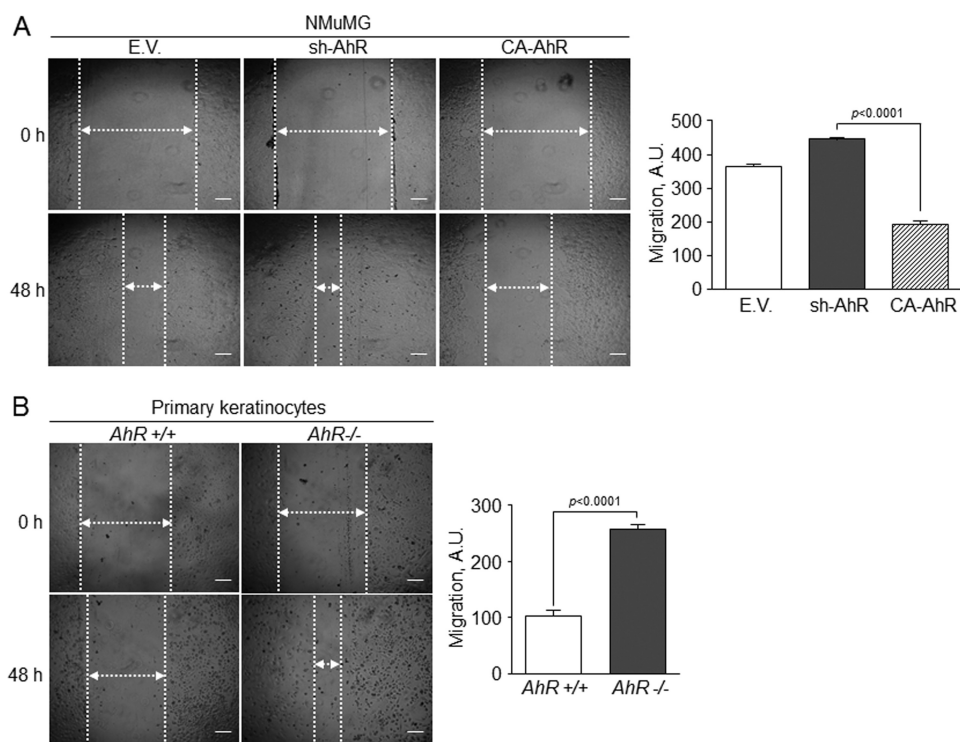 A
NMuMG
E.V.
sh-AhR
CA-AhR
0 h
48 h
Migration, A.U.
500
400
300
200
100
0
p<0.0001
E.V.
sh-AhR
CA-AhR
B
Primary keratinocytes
AhR +/+
AhR-/-
0 h
48 h
Migration, A.U.
300
200
100
0
p<0.0001
AhR +/+
AhR -/-